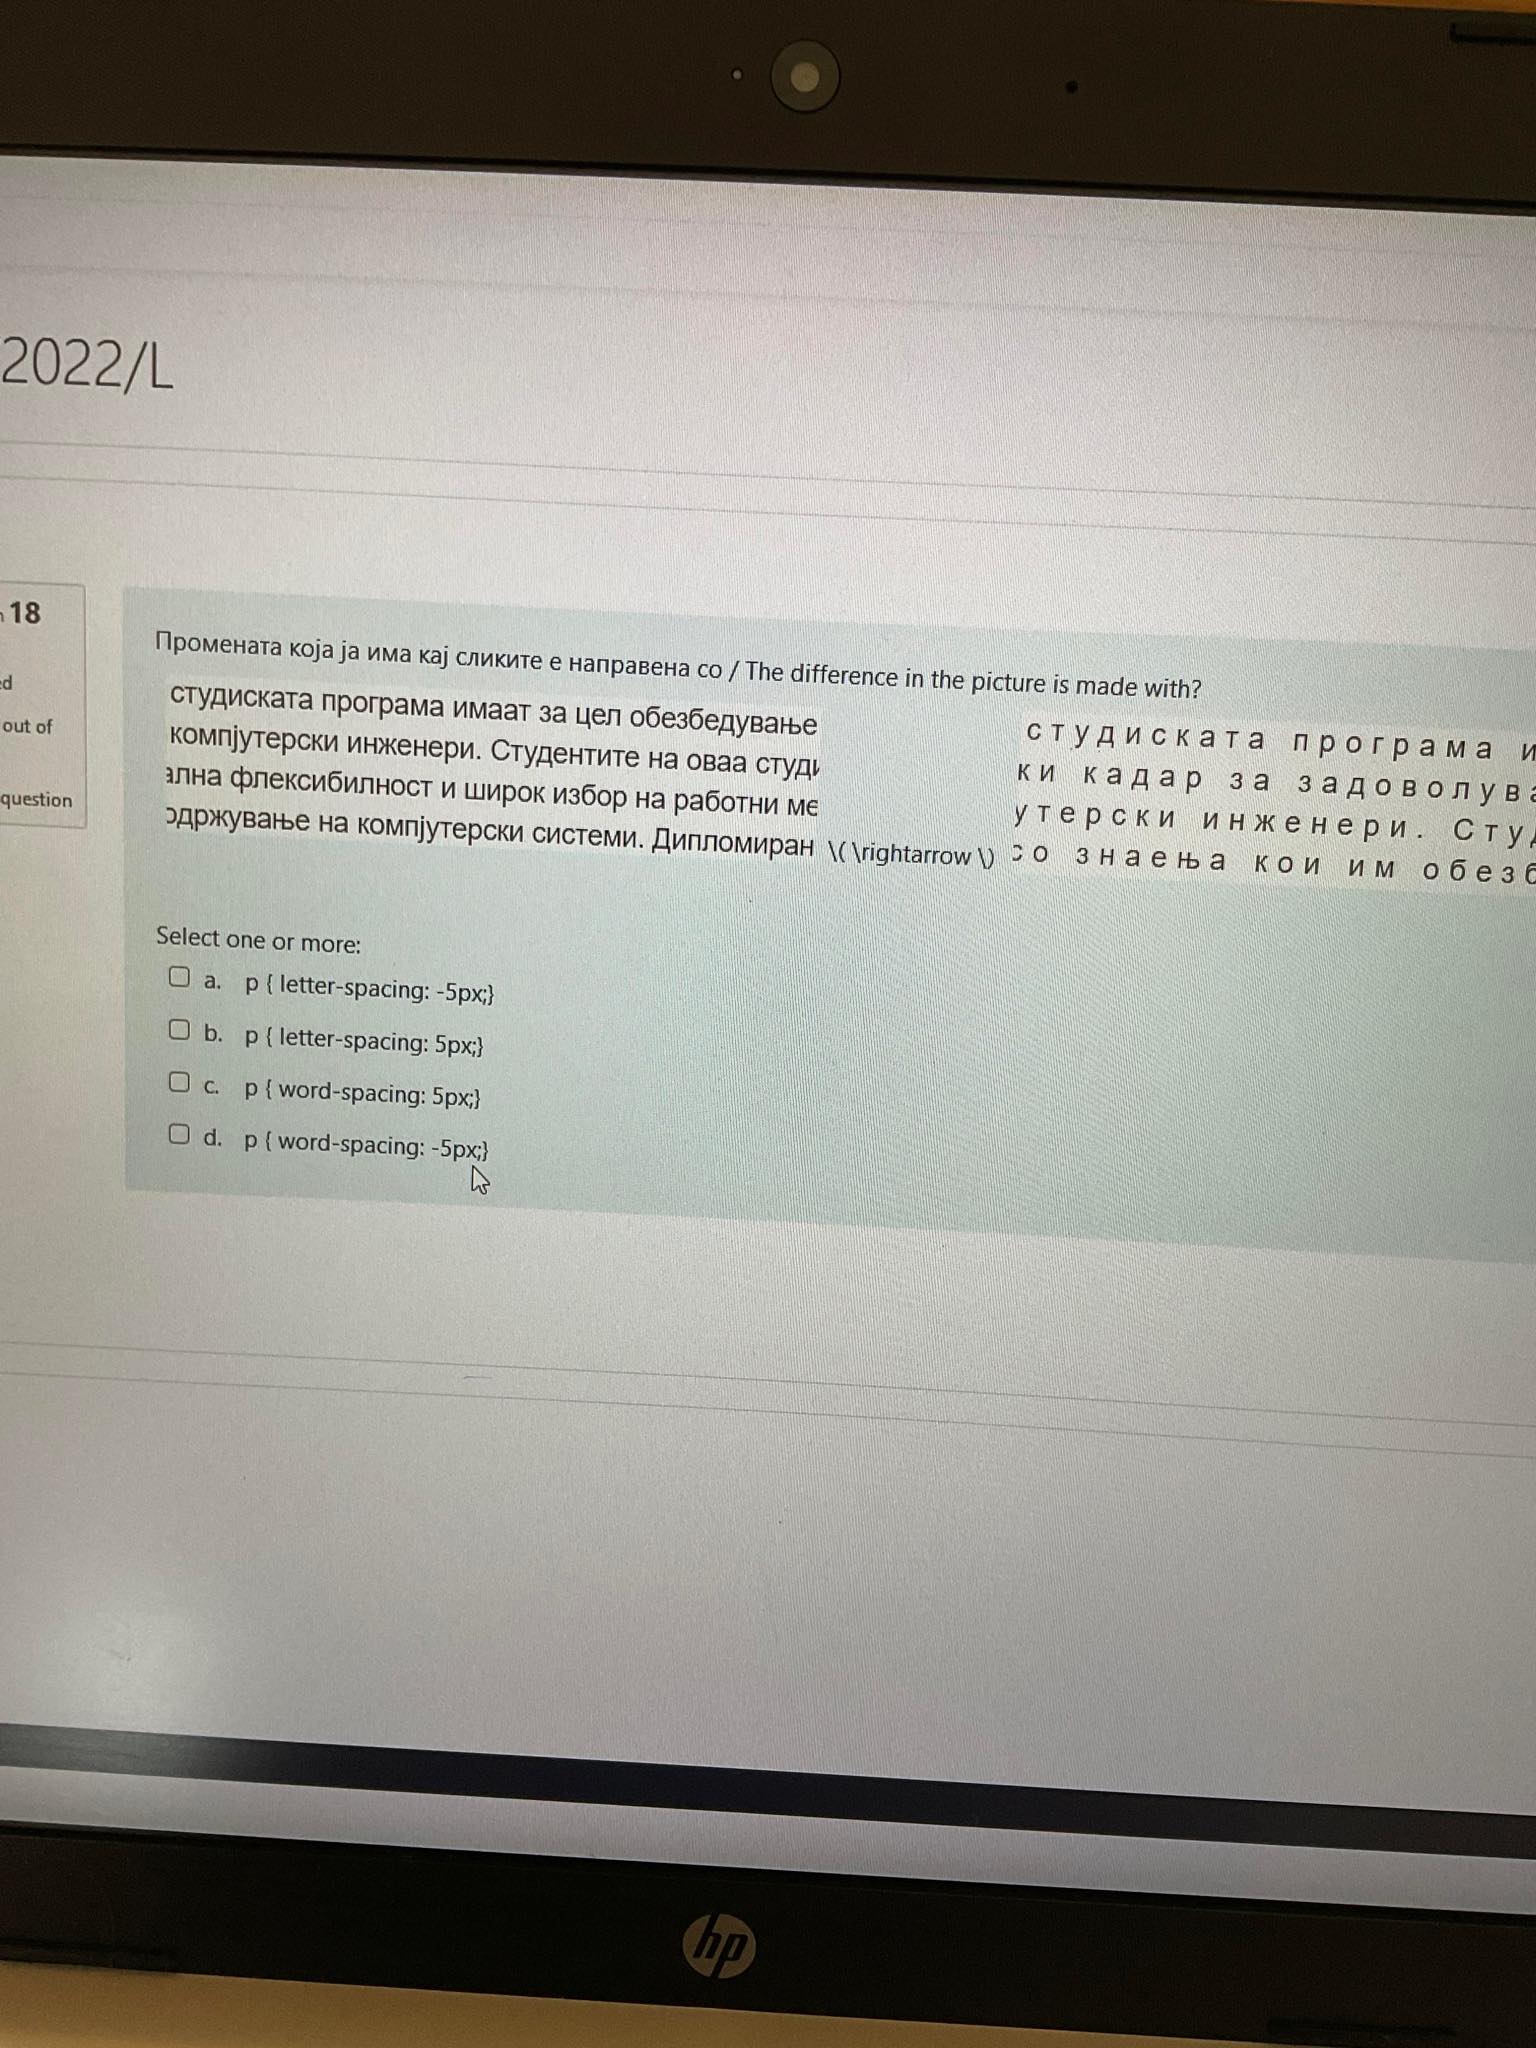 2022/L
18
out of
question
Промената која ја има кај сликите е направена со / The difference in the picture is made with?
студиската програма имаат за цел обезбедување
компјутерски инженери. Студентите на оваа студи
ална флексибилност и широк избор на работни ме
одржување на компјутерски системи. Дипломиран \( \rightarrow \)
студиската програма и
ки кадар за задоволува
утерски инженери. Сту
со знаења кои им обезб
Select one or more:
a. p { letter-spacing: -5px;}
b. p { letter-spacing: 5px;}
c. p { word-spacing: 5px;}
d. p { word-spacing: -5px;}
hp